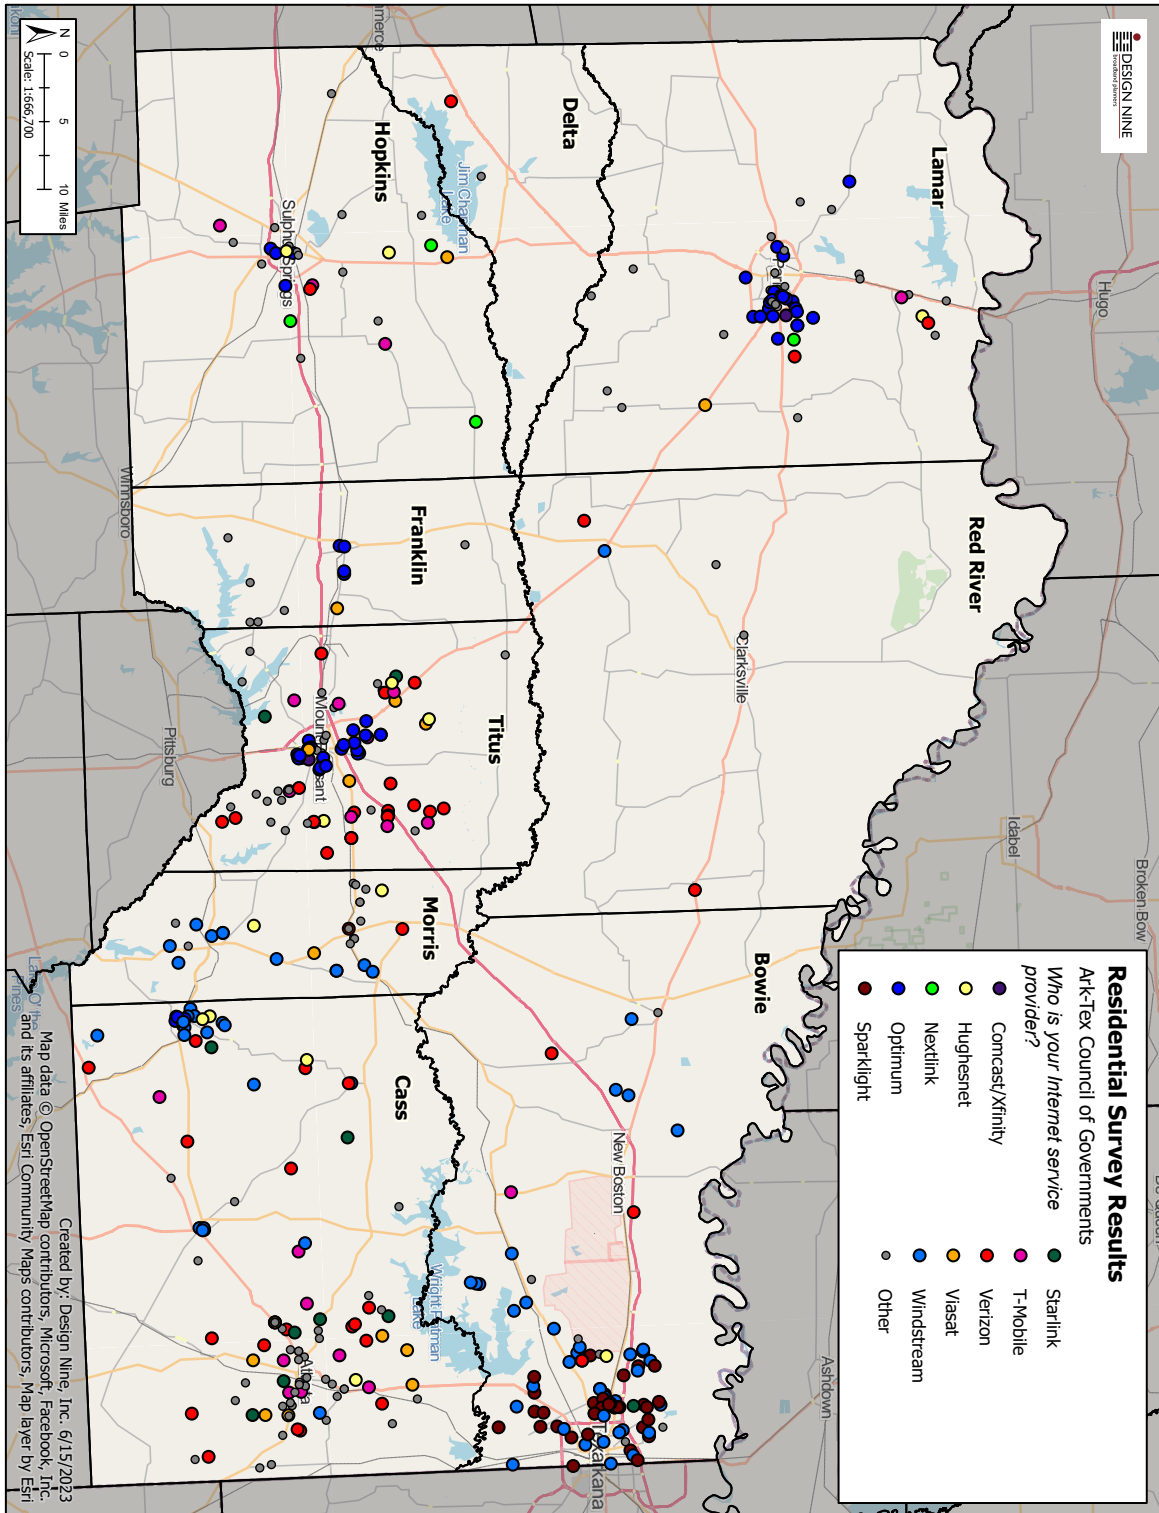 DESIGN NINE
broadband planners
Residential Survey Results
Ark-Tex Council of Governments
Who is your Internet service
provider?
Comcast/Xfinity
Hughesnet
Nextlink
Optimum
Sparklight
Starlink
T-Mobile
Verizon
Viasat
Windstream
Other
Hugo
Idabel
Broken Bow
Ashdown
Lamar
Red River
Bowie
Delta
Hopkins
Franklin
Titus
Morris
Cass
Clarksville
New Boston
Texarkana
Jim Chapman
Lake
Sulphur Springs
Winnsboro
Pittsburg
Wright Patman
Lake
Atlanta
N
0 5 10 Miles
Scale: 1:666,700
Created by: Design Nine, Inc. 6/15/2023
Map data © OpenStreetMap contributors, Microsoft, Facebook, Inc.
and its affiliates, Esri Community Maps contributors, Map layer by Esri